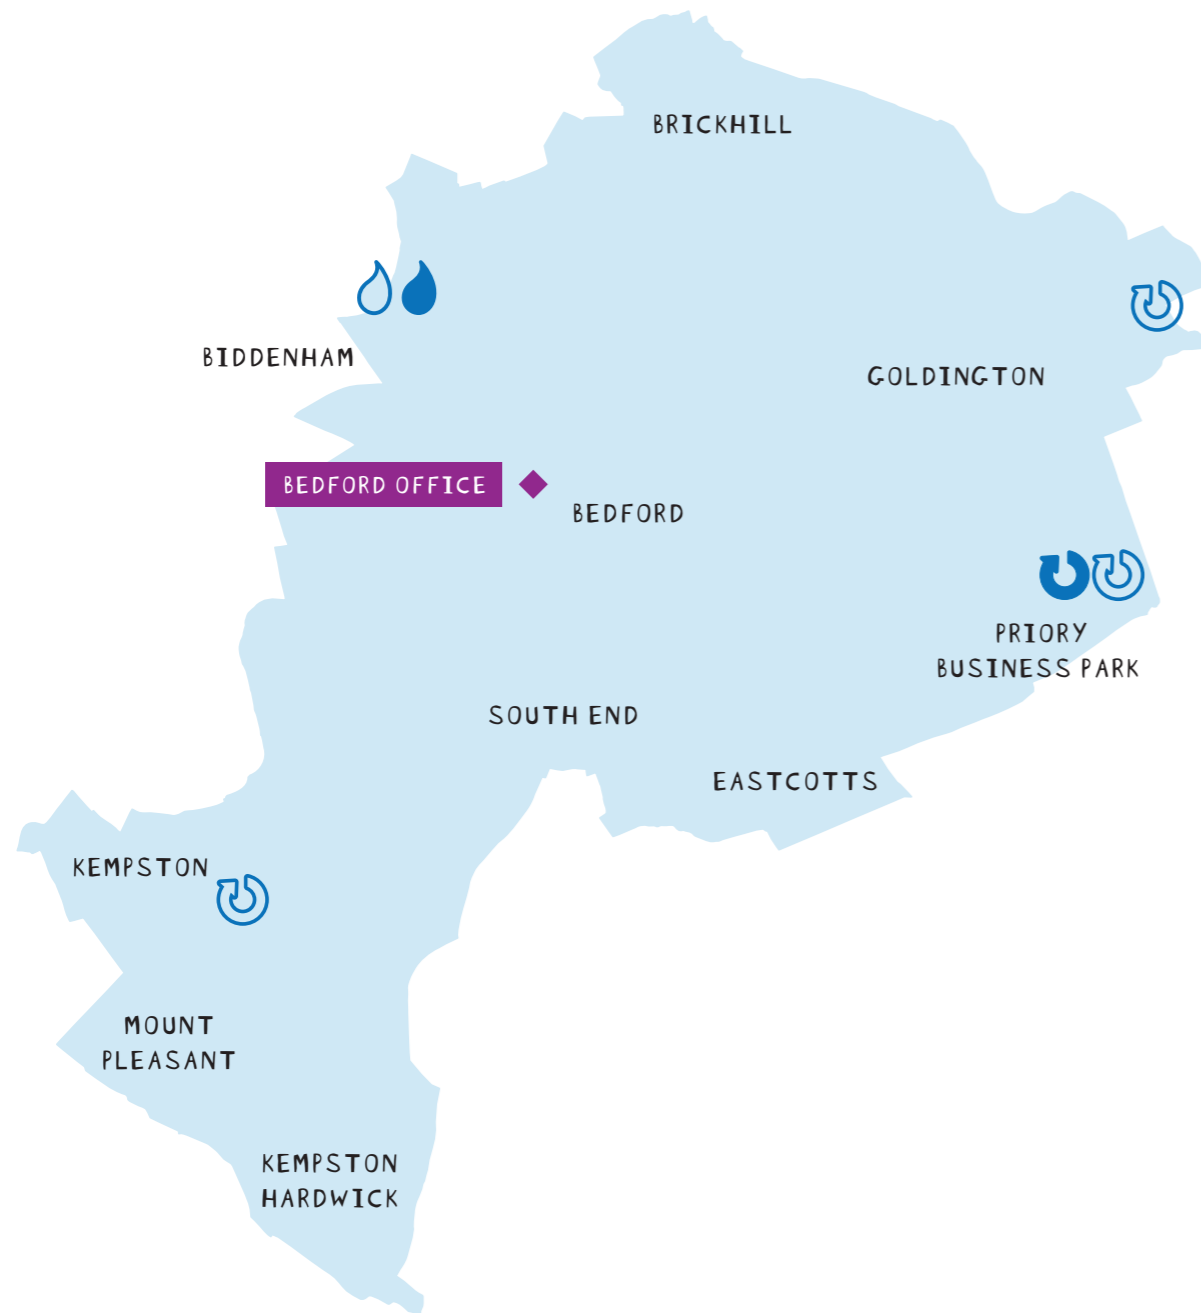 BRICKHILL
BIDDENHAM
GOLDINGTON
BEDFORD OFFICE
BEDFORD
PRIORY
BUSINESS PARK
SOUTH END
EASTCOTTS
KEMPSTON
MOUNT
PLEASANT
KEMPSTON
HARDWICK